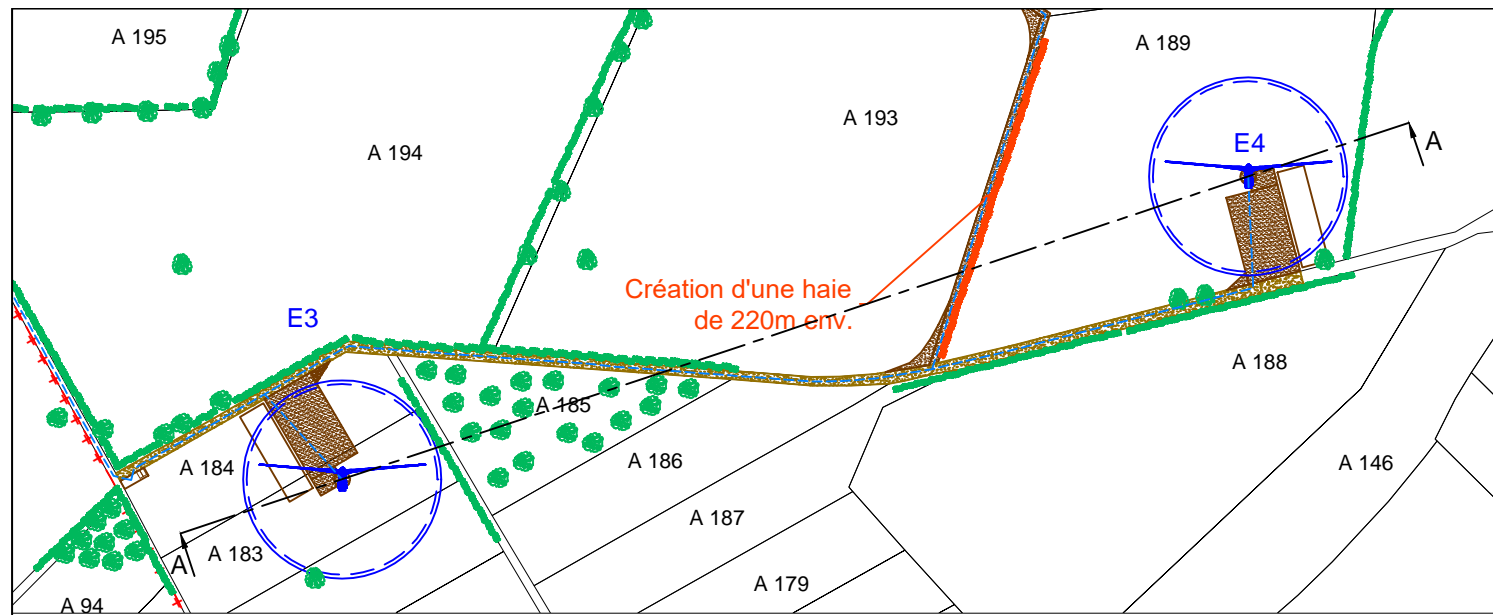 A 195
A 189
A 193
A 194
E4
A
Création d'une haie
de 220m env.
E3
A 188
A 185
A 184
A 186
A 146
A 187
A 183
A
A 179
A 94